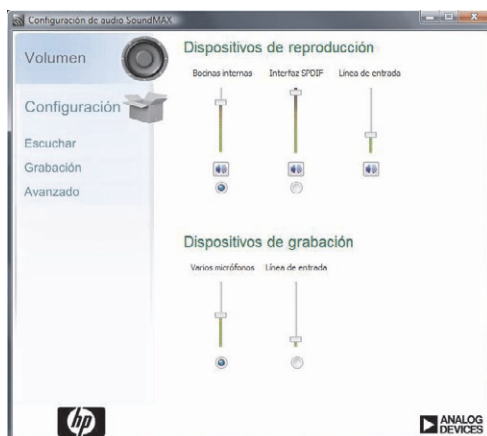 Configuración de audio SoundMAX
Volumen
Configuración
Escuchar
Grabación
Avanzado
Dispositivos de reproducción
Bocinas internas
Interfaz SPDIF
Línea de entrada
Dispositivos de grabación
Varios micrófonos
Línea de entrada
hp
ANALOG
DEVICES